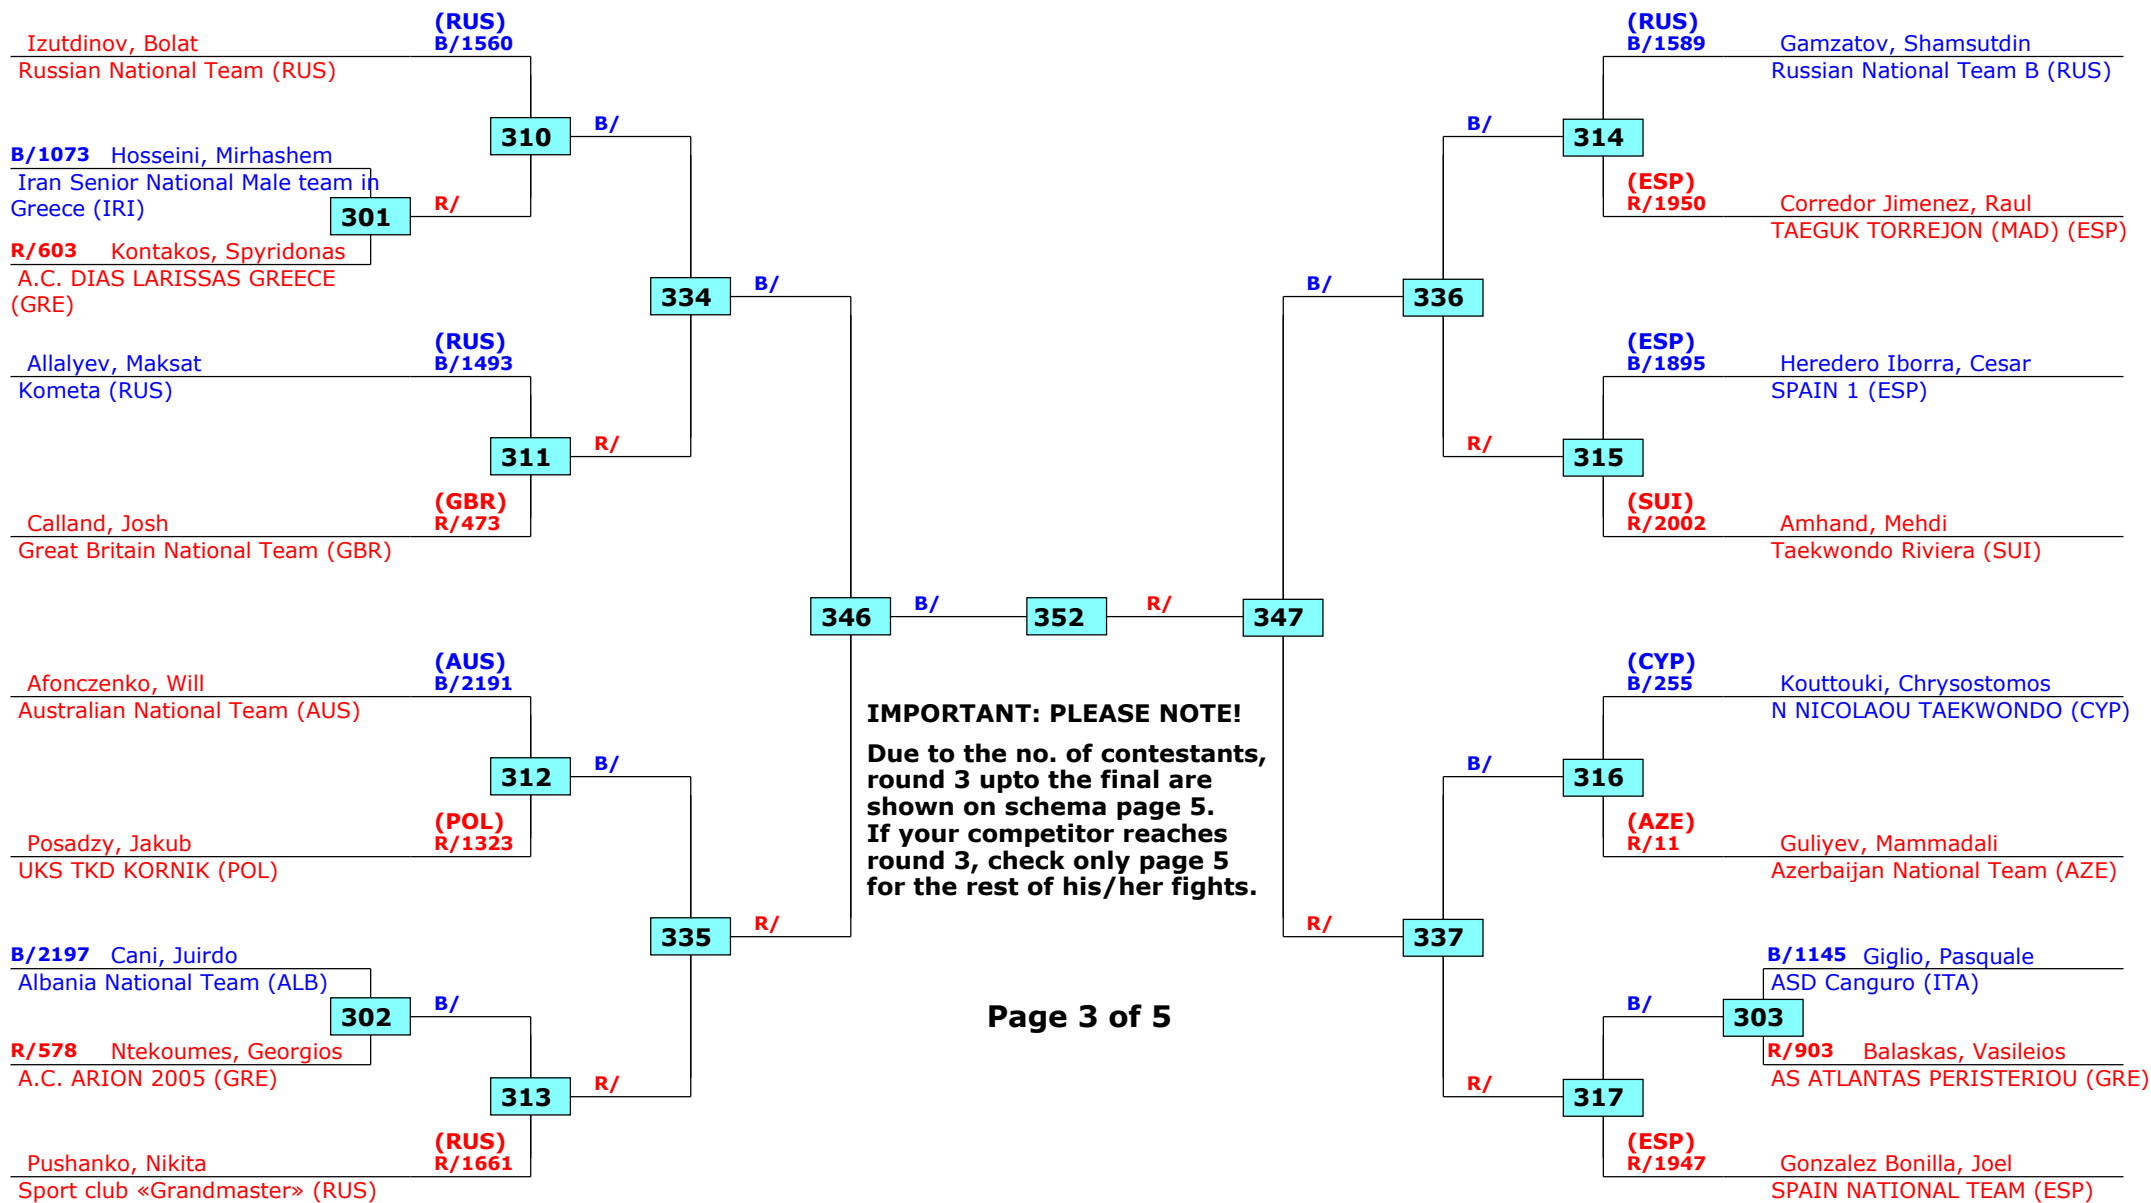 (RUS)
B/1560
Izutdinov, Bolat
Russian National Team (RUS)
310
B/
B/1073 Hosseini, Mirhashem
Iran Senior National Male team in
Greece (IRI)
301
R/
R/603 Kontakos, Spyridonas
A.C. DIAS LARISSAS GREECE
(GRE)
334
B/
(RUS)
B/1493
Allalyev, Maksat
Kometa (RUS)
311
R/
(GBR)
R/473
Calland, Josh
Great Britain National Team (GBR)
346
B/
352
R/
347
(AUS)
B/2191
Afonczenko, Will
Australian National Team (AUS)
312
B/
(POL)
R/1323
Posadzy, Jakub
UKS TKD KORNIK (POL)
335
R/
B/2197 Cani, Juirdo
Albania National Team (ALB)
302
B/
R/578 Ntekoumes, Georgios
A.C. ARION 2005 (GRE)
313
R/
(RUS)
R/1661
Pushanko, Nikita
Sport club «Grandmaster» (RUS)
IMPORTANT: PLEASE NOTE!
Due to the no. of contestants,
round 3 upto the final are
shown on schema page 5.
If your competitor reaches
round 3, check only page 5
for the rest of his/her fights.
Page 3 of 5
(RUS)
B/1589
Gamzatov, Shamsutdin
Russian National Team B (RUS)
B/
314
(ESP)
R/1950
Corredor Jimenez, Raul
TAEGUK TORREJON (MAD) (ESP)
B/
336
(ESP)
B/1895
Heredero Iborra, Cesar
SPAIN 1 (ESP)
R/
315
(SUI)
R/2002
Amhand, Mehdi
Taekwondo Riviera (SUI)
(CYP)
B/255
Kouttouki, Chrysostomos
N NICOLAOU TAEKWONDO (CYP)
B/
316
(AZE)
R/11
Guliyev, Mammadali
Azerbaijan National Team (AZE)
R/
337
B/1145 Giglio, Pasquale
ASD Canguro (ITA)
B/
303
R/903 Balaskas, Vasileios
AS ATLANTAS PERISTERIOU (GRE)
R/
317
(ESP)
R/1947
Gonzalez Bonilla, Joel
SPAIN NATIONAL TEAM (ESP)